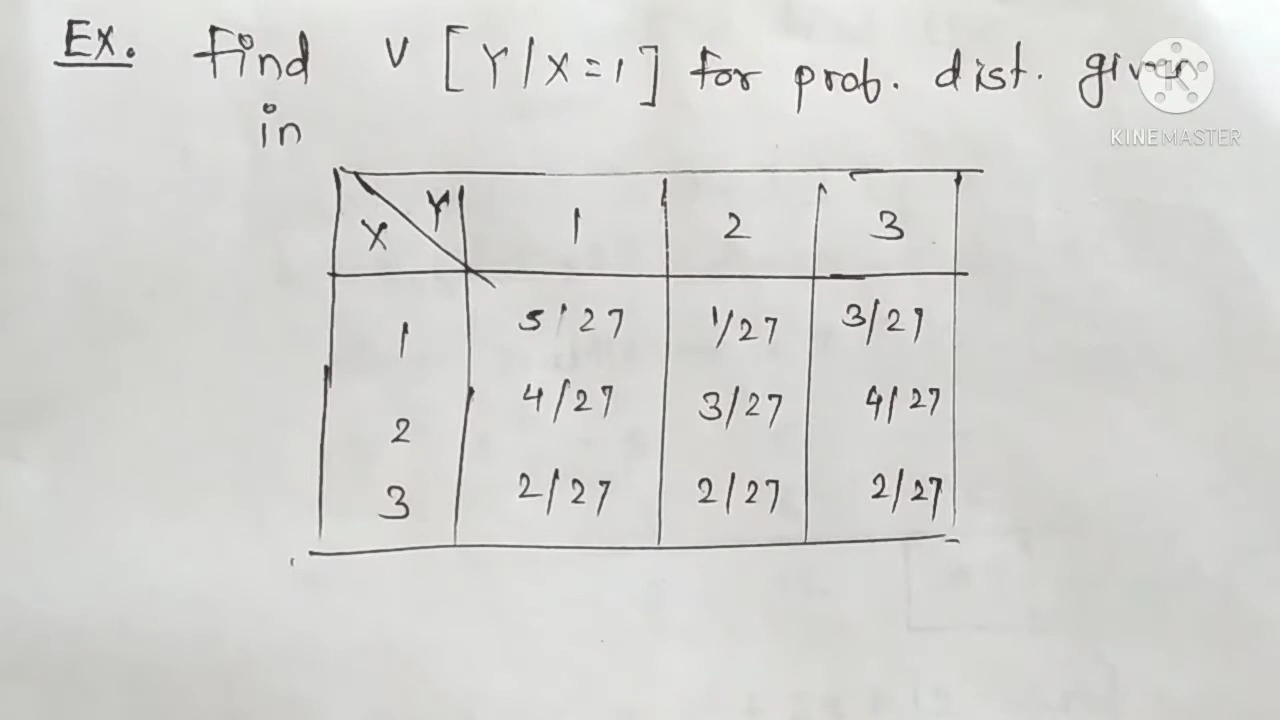 Ex. Find V [Y/X=1] for prob. dist. given
in
KINEMASTER
X Y 1 2 3
1 5/27 1/27 3/27
2 4/27 3/27 4/27
3 2/27 2/27 2/27